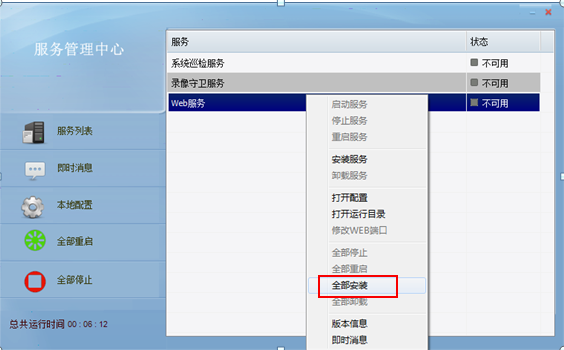 服务管理中心
服务 状态
系统巡检服务 不可用
录像守卫服务 不可用
Web服务 不可用
服务列表
即时消息
本地配置
全部重启
全部停止
总共运行时间 00 : 06 : 12
启动服务
停止服务
重启服务
安装服务
卸载服务
打开配置
打开运行目录
修改WEB端口
全部停止
全部重启
全部安装
全部卸载
版本信息
即时消息